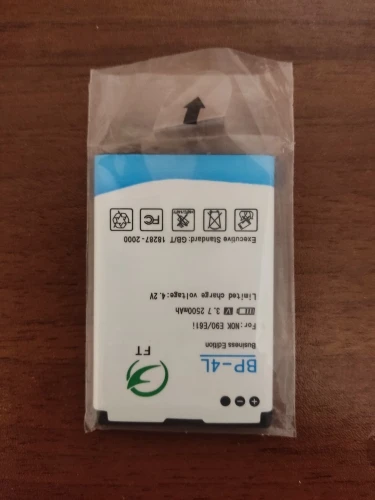 FT
BP-4L
Business Edition
For: NOK E90/E61i
3.7 V 2500mAh
Limited charge voltage:4.2V
Executive Standard: GB/T 18287-2000
FC